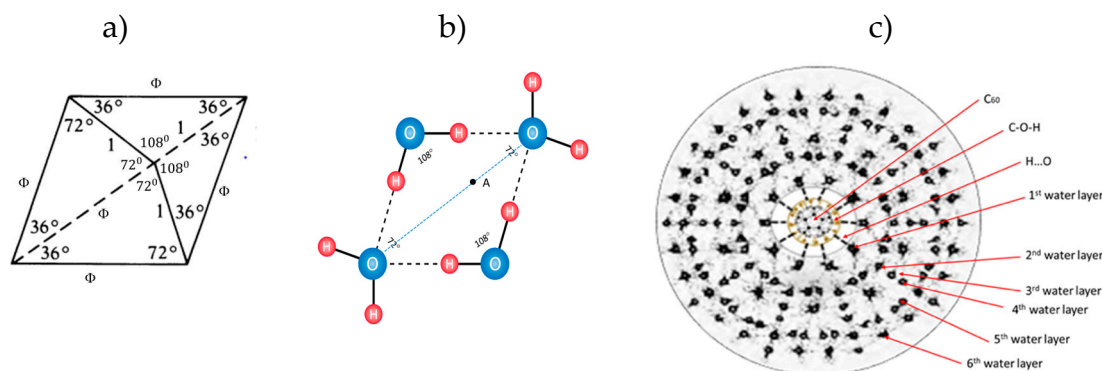 a)
b)
c)
Φ
36°
36°
72°
1
108⁰
1
36°
72⁰
108⁰
72⁰
Φ
Φ
36°
Φ
1
36°
36°
72°
Φ
H
O
H
O
H
108°
72°
H
A
H
H
72°
108°
O
H
O
H
C₆₀
C-O-H
H...O
1ˢᵗ water layer
2ⁿᵈ water layer
3ʳᵈ water layer
4ᵗʰ water layer
5ᵗʰ water layer
6ᵗʰ water layer